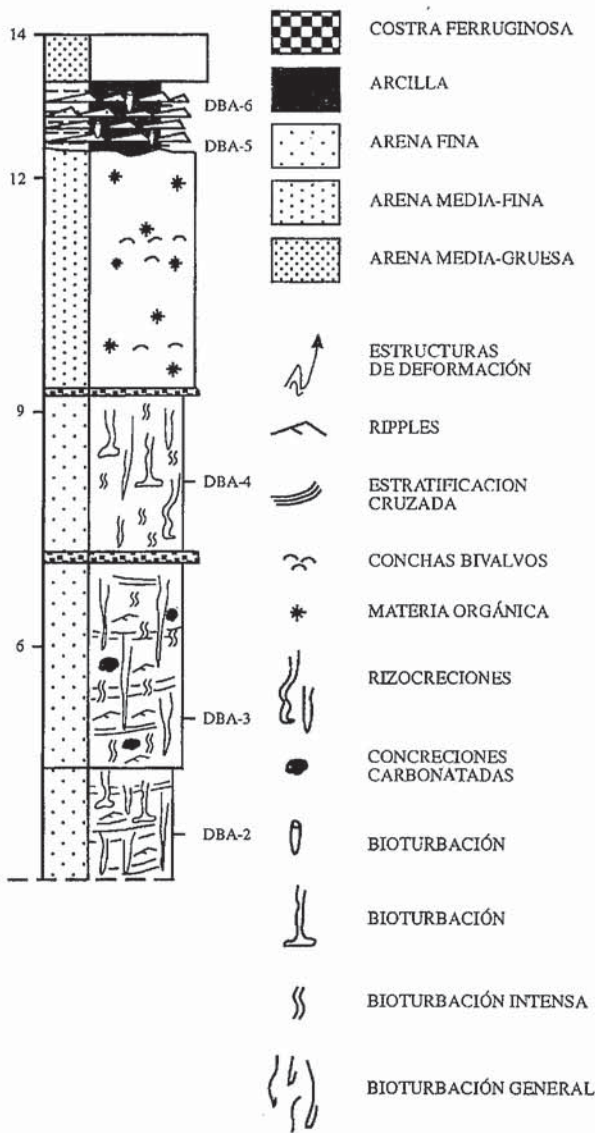 14
12
9
6
DBA-6
DBA-5
DBA-4
DBA-3
DBA-2
COSTRA FERRUGINOSA
ARCILLA
ARENA FINA
ARENA MEDIA-FINA
ARENA MEDIA-GRUESA
ESTRUCTURAS
DE DEFORMACIÓN
RIPPLES
ESTRATIFICACION
CRUZADA
CONCHAS BIVALVOS
MATERIA ORGÁNICA
RIZOCRECIONES
CONCRECIONES
CARBONATADAS
BIOTURBACIÓN
BIOTURBACIÓN
BIOTURBACIÓN INTENSA
BIOTURBACIÓN GENERAL